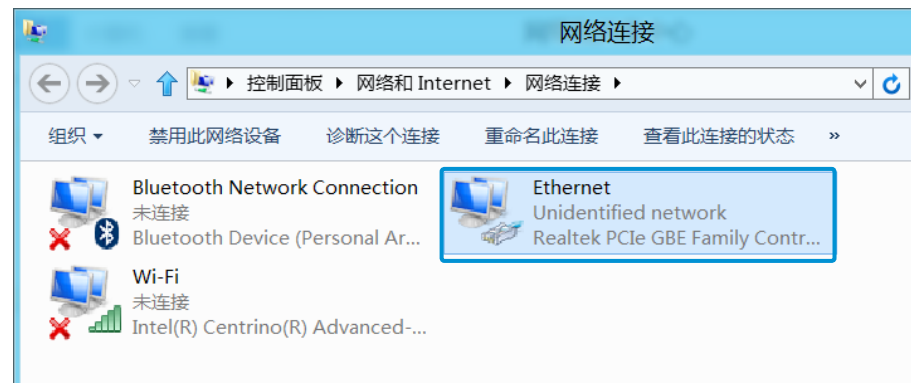 网络连接
控制面板 网络和 Internet 网络连接
组织 禁用此网络设备 诊断这个连接 重命名此连接 查看此连接的状态 »
Bluetooth Network Connection
未连接
Bluetooth Device (Personal Ar...
Ethernet
Unidentified network
Realtek PCIe GBE Family Contr...
Wi-Fi
未连接
Intel(R) Centrino(R) Advanced-...